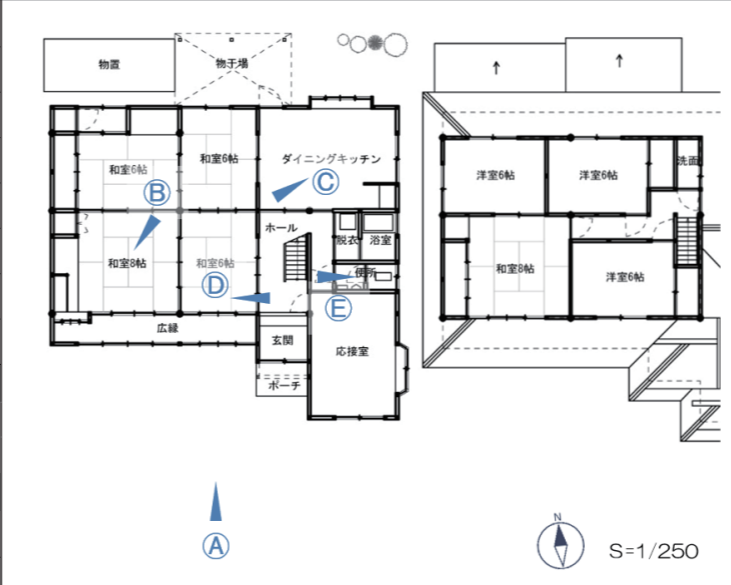 物置
物干場
和室6帖
和室6帖
ダイニングキッチン
Ⓑ
Ⓒ
ホール
脱衣
浴室
和室8帖
和室6帖
便所
Ⓓ
Ⓔ
広縁
玄関
応接室
ポーチ
Ⓐ
洋室6帖
洋室6帖
洗面
和室8帖
洋室6帖
N
S=1/250